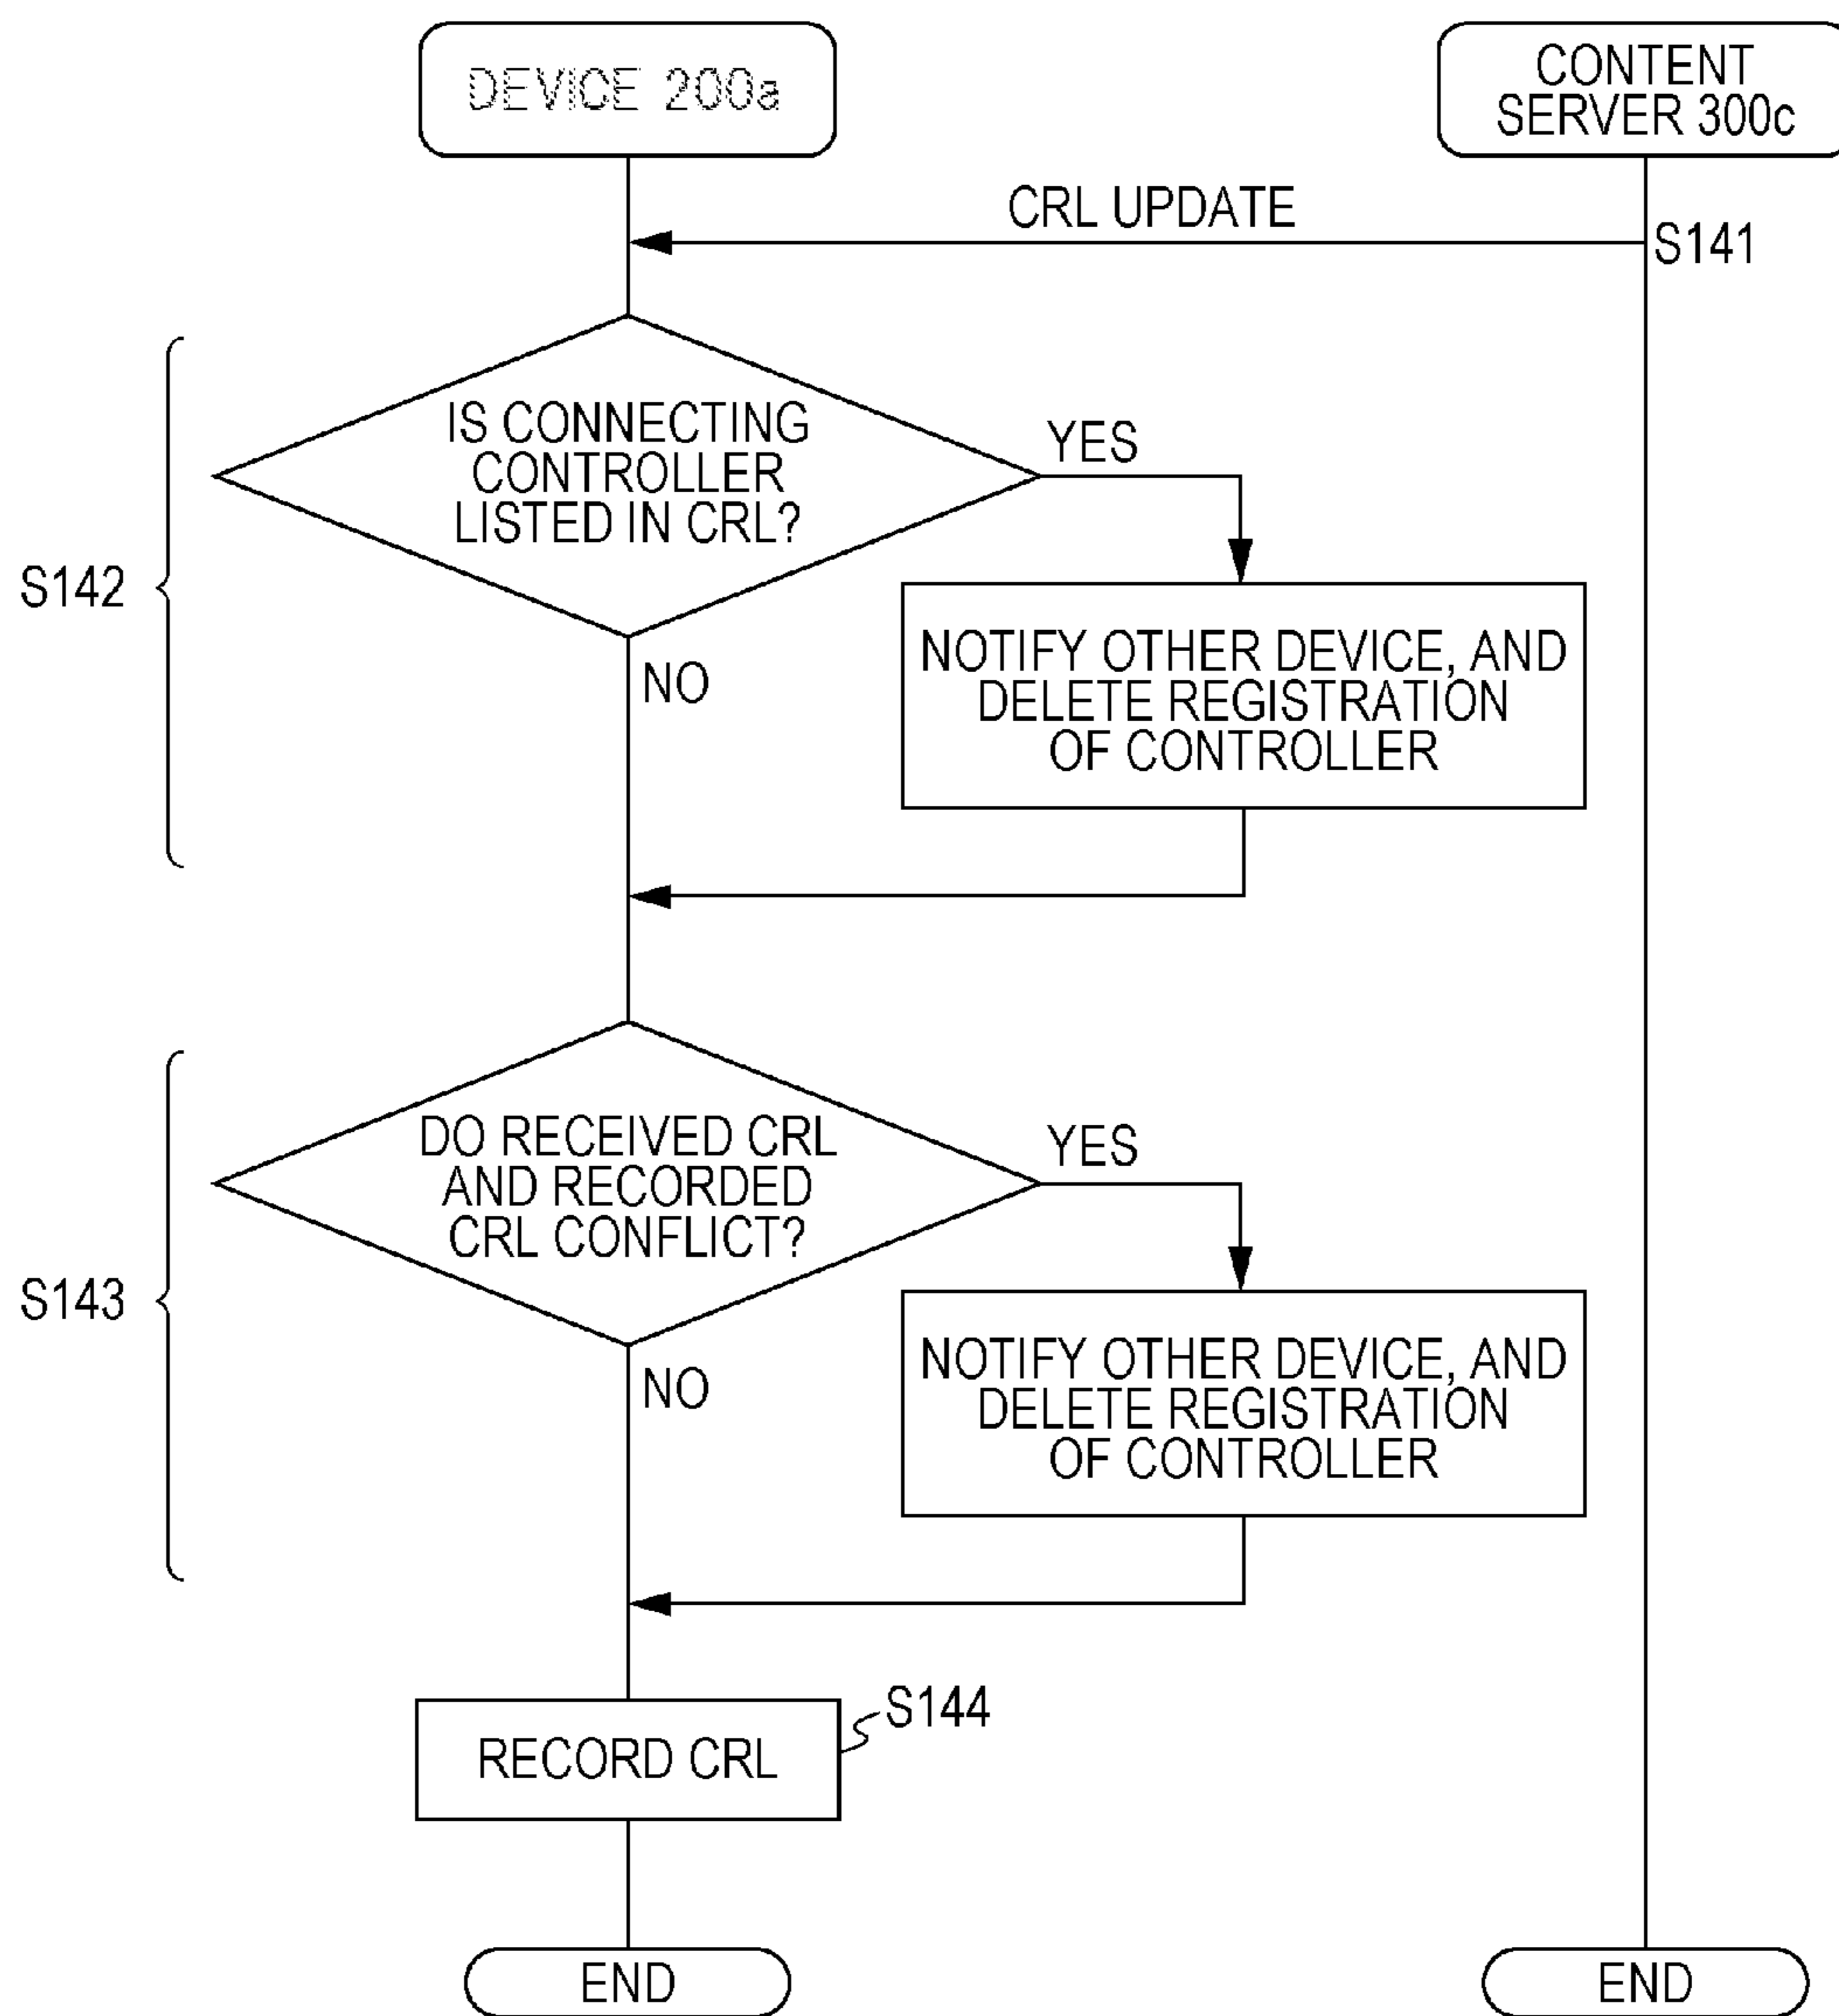 DEVICE 200a
CONTENT
SERVER 300c
CRL UPDATE
S141
IS CONNECTING
CONTROLLER
LISTED IN CRL?
YES
S142
NOTIFY OTHER DEVICE, AND
DELETE REGISTRATION
OF CONTROLLER
NO
DO RECEIVED CRL
AND RECORDED
CRL CONFLICT?
YES
S143
NOTIFY OTHER DEVICE, AND
DELETE REGISTRATION
OF CONTROLLER
NO
S144
RECORD CRL
END
END